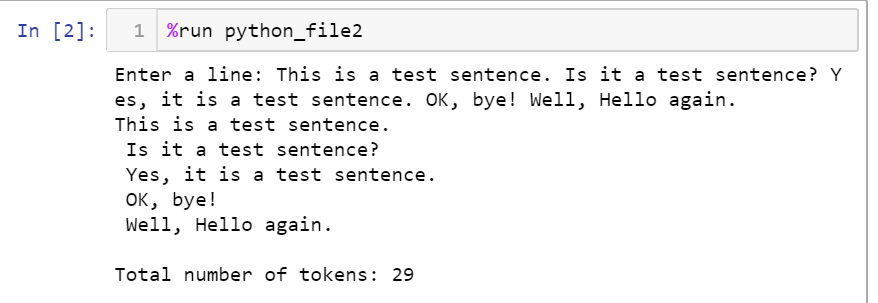 In [2]: 1 %run python_file2
Enter a line: This is a test sentence. Is it a test sentence? Y
es, it is a test sentence. OK, bye! Well, Hello again.
This is a test sentence.
 Is it a test sentence?
 Yes, it is a test sentence.
 OK, bye!
 Well, Hello again.

Total number of tokens: 29